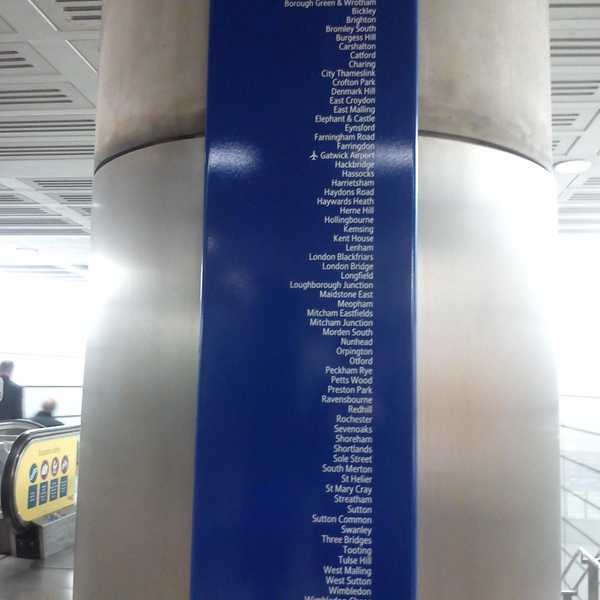 Borough Green & Wrotham
Bickley
Brighton
Bromley South
Burgess Hill
Carshalton
Catford
Charing
City Thameslink
Crofton Park
Denmark Hill
East Croydon
East Malling
Elephant & Castle
Eynsford
Farningham Road
Farringdon
Gatwick Airport
Hackbridge
Hassocks
Harrietsham
Haydons Road
Haywards Heath
Herne Hill
Hollingbourne
Kemsing
Kent House
Lenham
London Blackfriars
London Bridge
Longfield
Loughborough Junction
Maidstone East
Meopham
Mitcham Eastfields
Mitcham Junction
Morden South
Nunhead
Orpington
Otford
Peckham Rye
Petts Wood
Preston Park
Ravensbourne
Redhill
Rochester
Sevenoaks
Shoreham
Shortlands
Sole Street
South Merton
St Helier
St Mary Cray
Streatham
Sutton
Sutton Common
Swanley
Three Bridges
Tooting
Tulse Hill
West Malling
West Sutton
Wimbledon
Wimbledon Chase